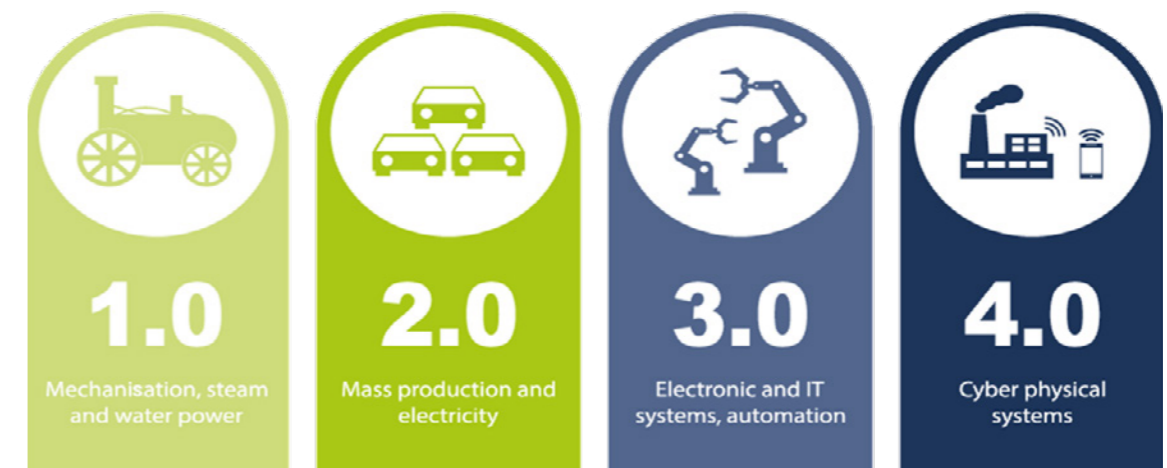 1.0
Mechanisation, steam
and water power
2.0
Mass production and
electricity
3.0
Electronic and IT
systems, automation
4.0
Cyber physical
systems